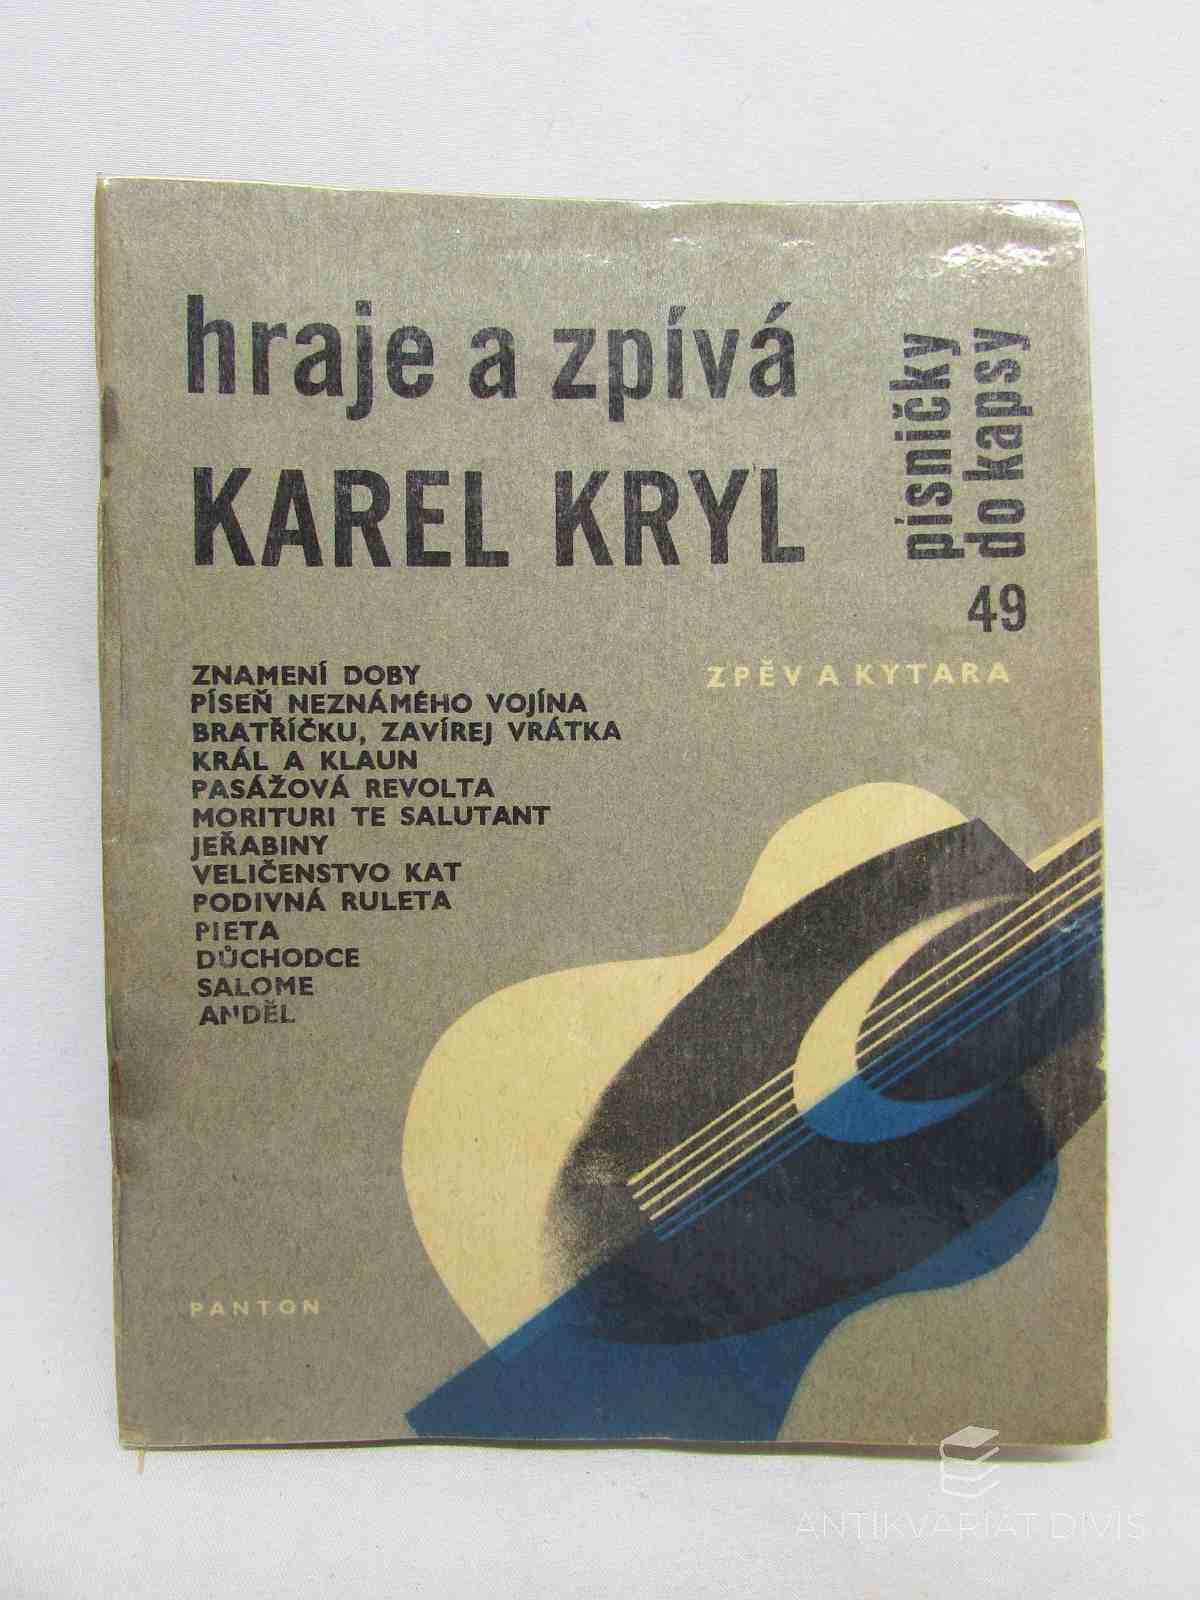 hraje a zpívá
KAREL KRYL
písničky
do kapsy
49
ZPĚV A KYTARA
ZNAMENÍ DOBY
PÍSEŇ NEZNÁMÉHO VOJÍNA
BRATŘÍČKU, ZAVÍREJ VRÁTKA
KRÁL A KLAUN
PASÁŽOVÁ REVOLTA
MORITURI TE SALUTANT
JEŘABINY
VELIČENSTVO KAT
PODIVNÁ RULETA
PIETA
DŮCHODCE
SALOME
ANDĚL
PANTON
ANTIKVARIÁT DIVIŠ